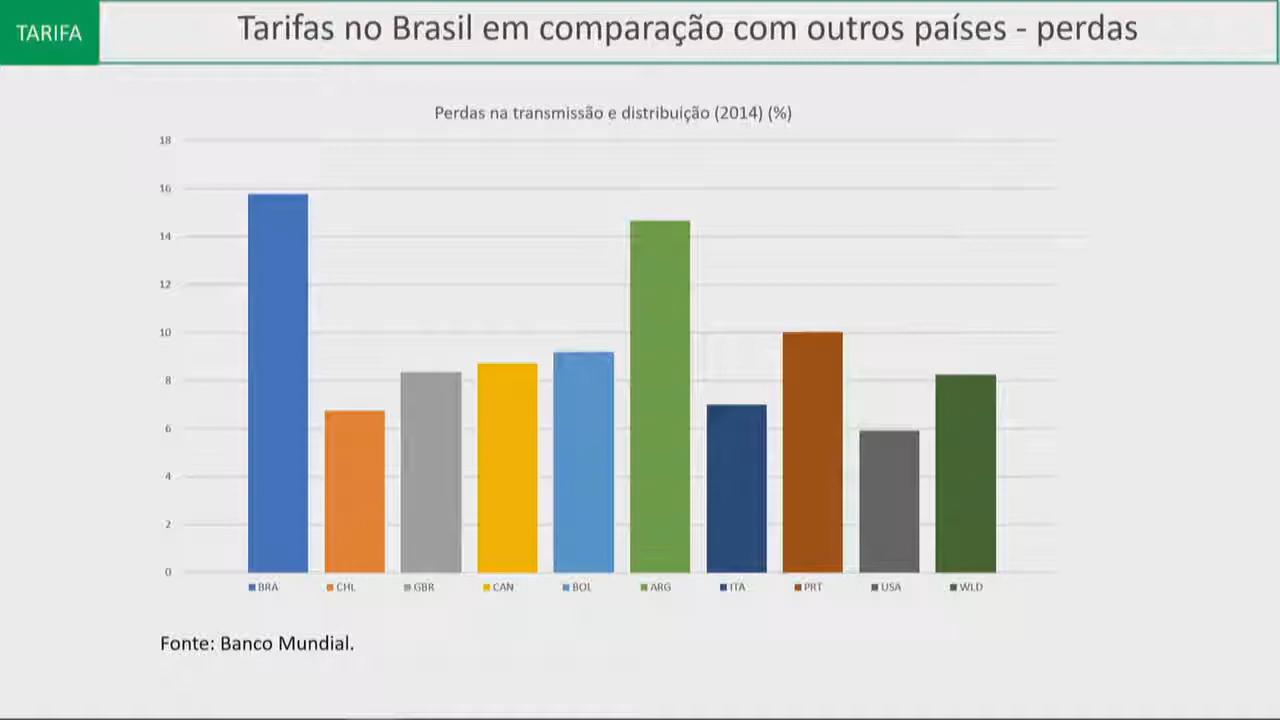 TARIFA
Tarifas no Brasil em comparação com outros países - perdas
Perdas na transmissão e distribuição (2014) (%)
18
16
14
12
10
8
6
4
2
0
BRA CHL GBR CAN BOL ARG ITA PRT USA WLD
Fonte: Banco Mundial.